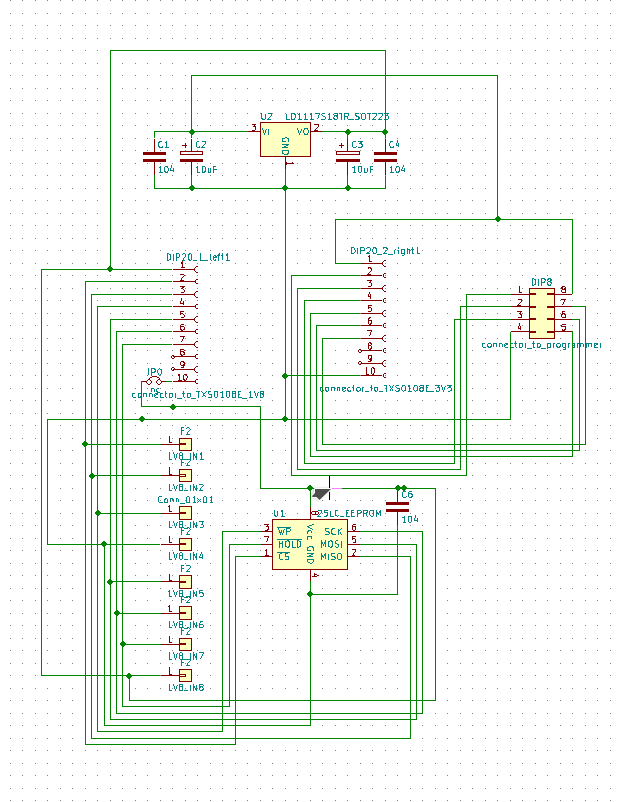 U2 LD1117S18TR_SOT223
3 VI VO 2
GND
1
C1
104
C2
10uF
C3
10uF
C4
104
DIP20_1_left1
1
2
3
4
5
6
7
8
9
10
JP0
connector_to_TXS0108E_1V8
DIP20_2_right1
1
2
3
4
5
6
7
8
9
10
connector_to_TXS0108E_3V3
DIP8
1 8
2 7
3 6
4 5
connector_to_programmer
F2
1
LV8_IN1
F2
1
LV8_IN2
Conn_01x01
1
LV8_IN3
F2
1
LV8_IN4
F2
1
LV8_IN5
F2
1
LV8_IN6
F2
1
LV8_IN7
F2
1
LV8_IN8
C6
104
U1 25LC_EEPROM
8
3 WP SCK 6
7 HOLD MOSI 5
1 CS MISO 2
Vcc GND
4